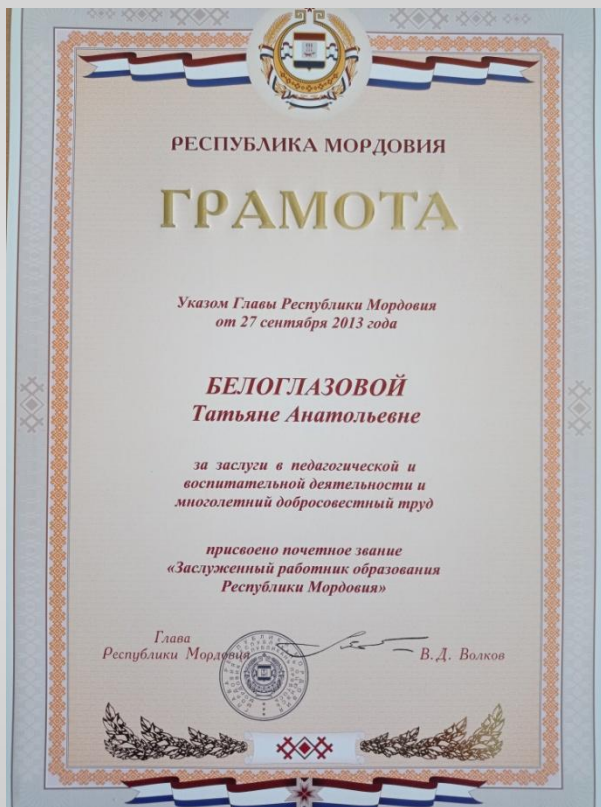 РЕСПУБЛИКА МОРДОВИЯ
ГРАМОТА
Указом Главы Республики Мордовия
от 27 сентября 2013 года
БЕЛОГЛАЗОВОЙ
Татьяне Анатольевне
за заслуги в педагогической и
воспитательной деятельности и
многолетний добросовестный труд
присвоено почетное звание
«Заслуженный работник образования
Республики Мордовия»
Глава
Республики Мордовия
В.Д. Волков